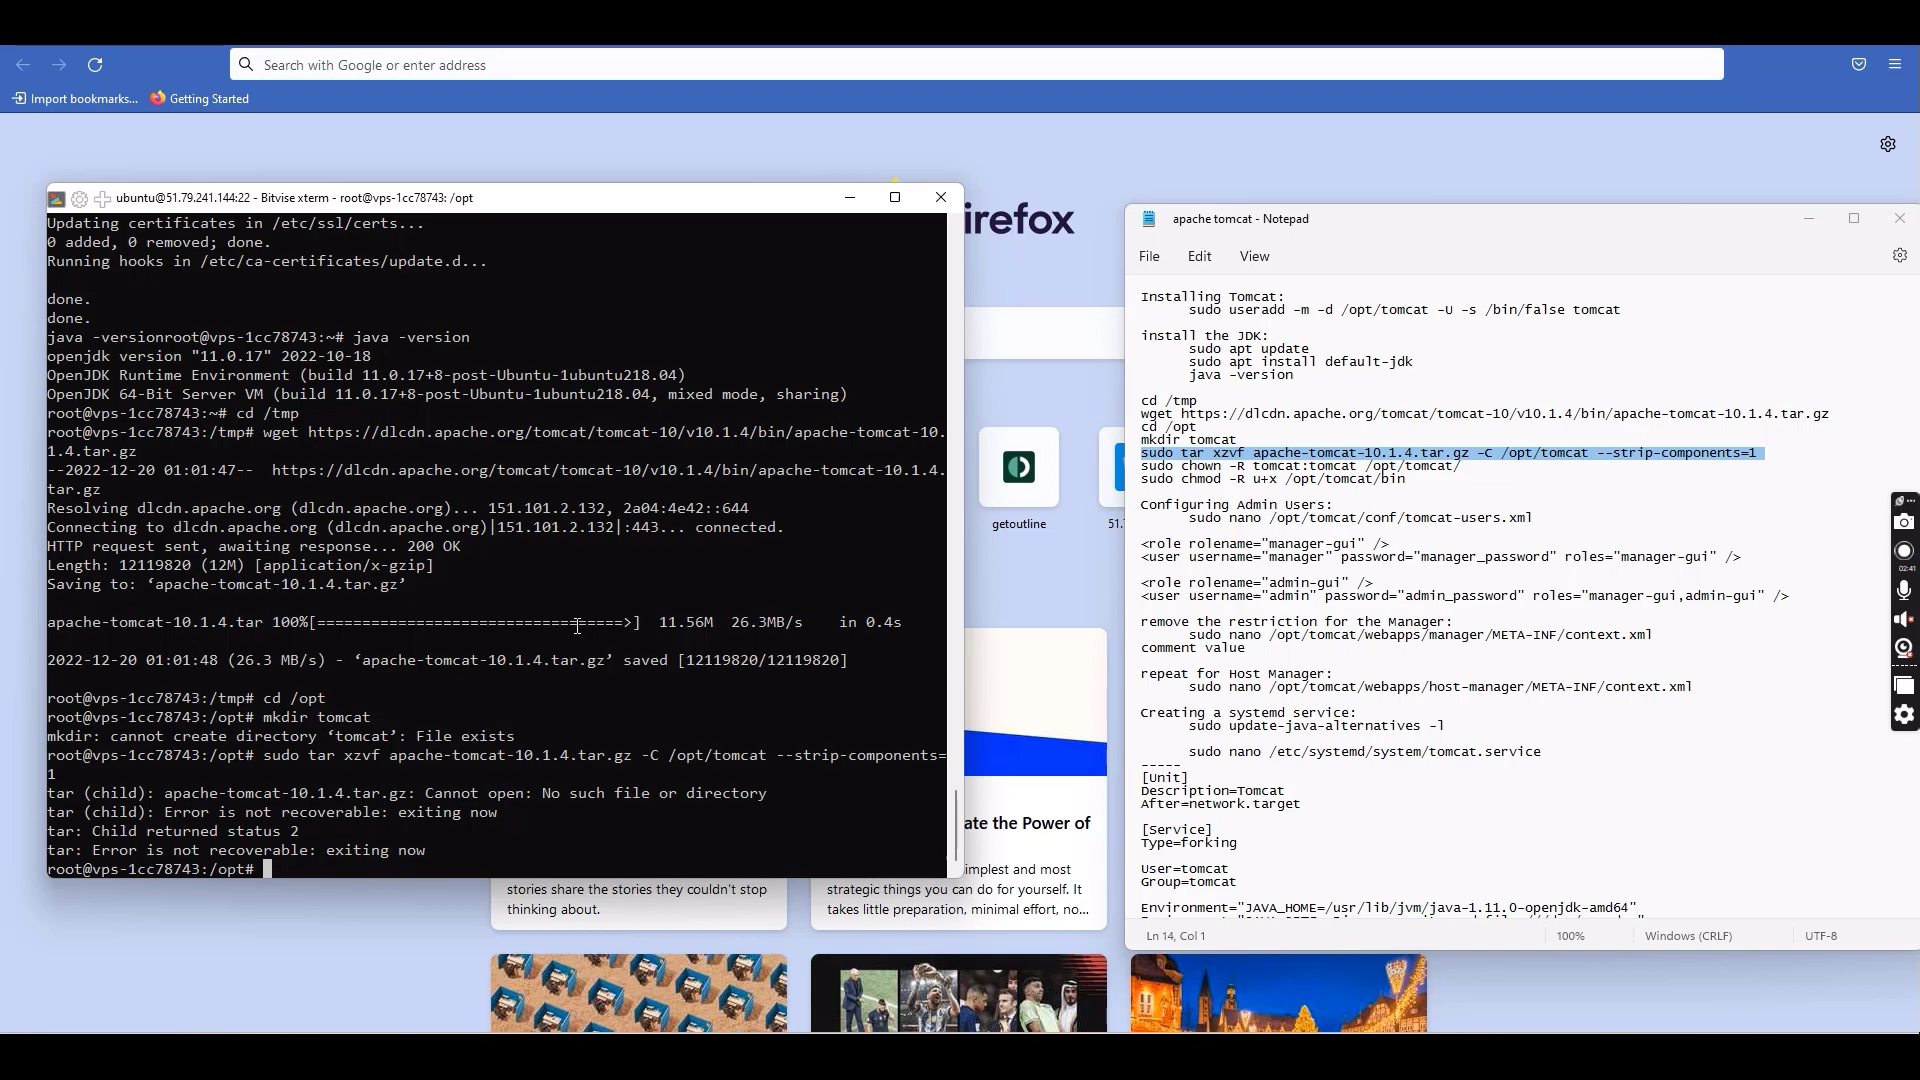 Search with Google or enter address
Import bookmarks...
Getting Started
irefox
ubuntu@51.79.241.144:22 - Bitvise xterm - root@vps-1cc78743: /opt
Updating certificates in /etc/ssl/certs...
0 added, 0 removed; done.
Running hooks in /etc/ca-certificates/update.d...
done.
done.
java -versionroot@vps-1cc78743:~# java -version
openjdk version "11.0.17" 2022-10-18
OpenJDK Runtime Environment (build 11.0.17+8-post-Ubuntu-1ubuntu218.04)
OpenJDK 64-Bit Server VM (build 11.0.17+8-post-Ubuntu-1ubuntu218.04, mixed mode, sharing)
root@vps-1cc78743:~# cd /tmp
root@vps-1cc78743:/tmp# wget https://dlcdn.apache.org/tomcat/tomcat-10/v10.1.4/bin/apache-tomcat-10.
1.4.tar.gz
--2022-12-20 01:01:47--  https://dlcdn.apache.org/tomcat/tomcat-10/v10.1.4/bin/apache-tomcat-10.1.4.
tar.gz
Resolving dlcdn.apache.org (dlcdn.apache.org)... 151.101.2.132, 2a04:4e42::644
Connecting to dlcdn.apache.org (dlcdn.apache.org)|151.101.2.132|:443... connected.
HTTP request sent, awaiting response... 200 OK
Length: 12119820 (12M) [application/x-gzip]
Saving to: ‘apache-tomcat-10.1.4.tar.gz’
apache-tomcat-10.1.4.tar 100%[==================================>]  11.56M  26.3MB/s    in 0.4s
2022-12-20 01:01:48 (26.3 MB/s) - ‘apache-tomcat-10.1.4.tar.gz’ saved [12119820/12119820]
root@vps-1cc78743:/tmp# cd /opt
root@vps-1cc78743:/opt# mkdir tomcat
mkdir: cannot create directory ‘tomcat’: File exists
root@vps-1cc78743:/opt# sudo tar xzvf apache-tomcat-10.1.4.tar.gz -C /opt/tomcat --strip-components=
1
tar (child): apache-tomcat-10.1.4.tar.gz: Cannot open: No such file or directory
tar (child): Error is not recoverable: exiting now
tar: Child returned status 2
tar: Error is not recoverable: exiting now
root@vps-1cc78743:/opt#
getoutline
51.7
stories share the stories they couldn't stop
thinking about.
ate the Power of
implest and most
strategic things you can do for yourself. It
takes little preparation, minimal effort, no...
apache tomcat - Notepad
File Edit View
Installing Tomcat:
sudo useradd -m -d /opt/tomcat -U -s /bin/false tomcat
install the JDK:
sudo apt update
sudo apt install default-jdk
java -version
cd /tmp
wget https://dlcdn.apache.org/tomcat/tomcat-10/v10.1.4/bin/apache-tomcat-10.1.4.tar.gz
cd /opt
mkdir tomcat
sudo tar xzvf apache-tomcat-10.1.4.tar.gz -C /opt/tomcat --strip-components=1
sudo chown -R tomcat:tomcat /opt/tomcat/
sudo chmod -R u+x /opt/tomcat/bin
Configuring Admin Users:
sudo nano /opt/tomcat/conf/tomcat-users.xml
<role rolename="manager-gui" />
<user username="manager" password="manager_password" roles="manager-gui" />
<role rolename="admin-gui" />
<user username="admin" password="admin_password" roles="manager-gui,admin-gui" />
remove the restriction for the Manager:
sudo nano /opt/tomcat/webapps/manager/META-INF/context.xml
comment value
repeat for Host Manager:
sudo nano /opt/tomcat/webapps/host-manager/META-INF/context.xml
Creating a systemd service:
sudo update-java-alternatives -l
sudo nano /etc/systemd/system/tomcat.service
-----
[Unit]
Description=Tomcat
After=network.target
[Service]
Type=forking
User=tomcat
Group=tomcat
Environment="JAVA_HOME=/usr/lib/jvm/java-1.11.0-openjdk-amd64"
Ln 14, Col 1
100%
Windows (CRLF)
UTF-8
02:41